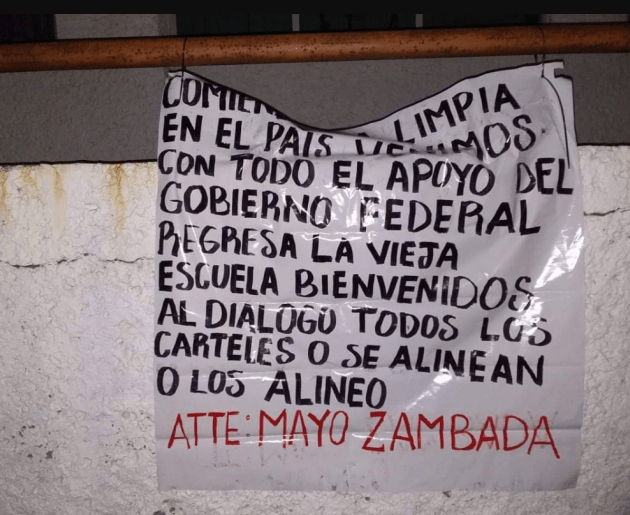 EN EL PAIS LIMPIA
VENIMOS
CON TODO EL APOYO DEL
GOBIERNO FEDERAL
REGRESA LA VIEJA
ESCUELA BIENVENIDOS
AL DIALOGO TODOS LOS
CARTELES O SE ALINEAN
O LOS ALINEO
ATTE: MAYO ZAMBADA